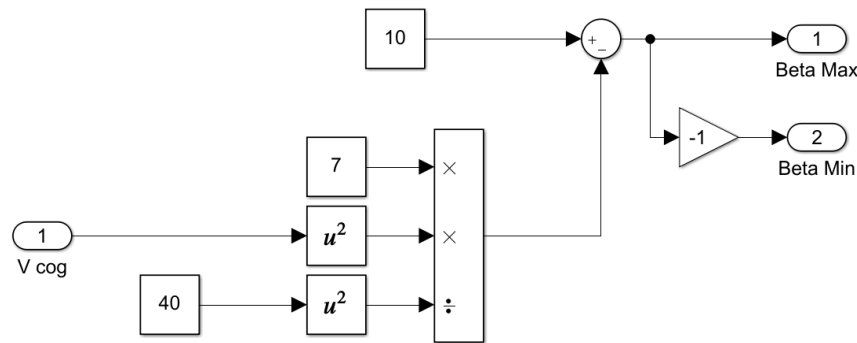 10
+
−
1
Beta Max
-1
2
Beta Min
7
×
1
V cog
u²
×
40
u²
÷